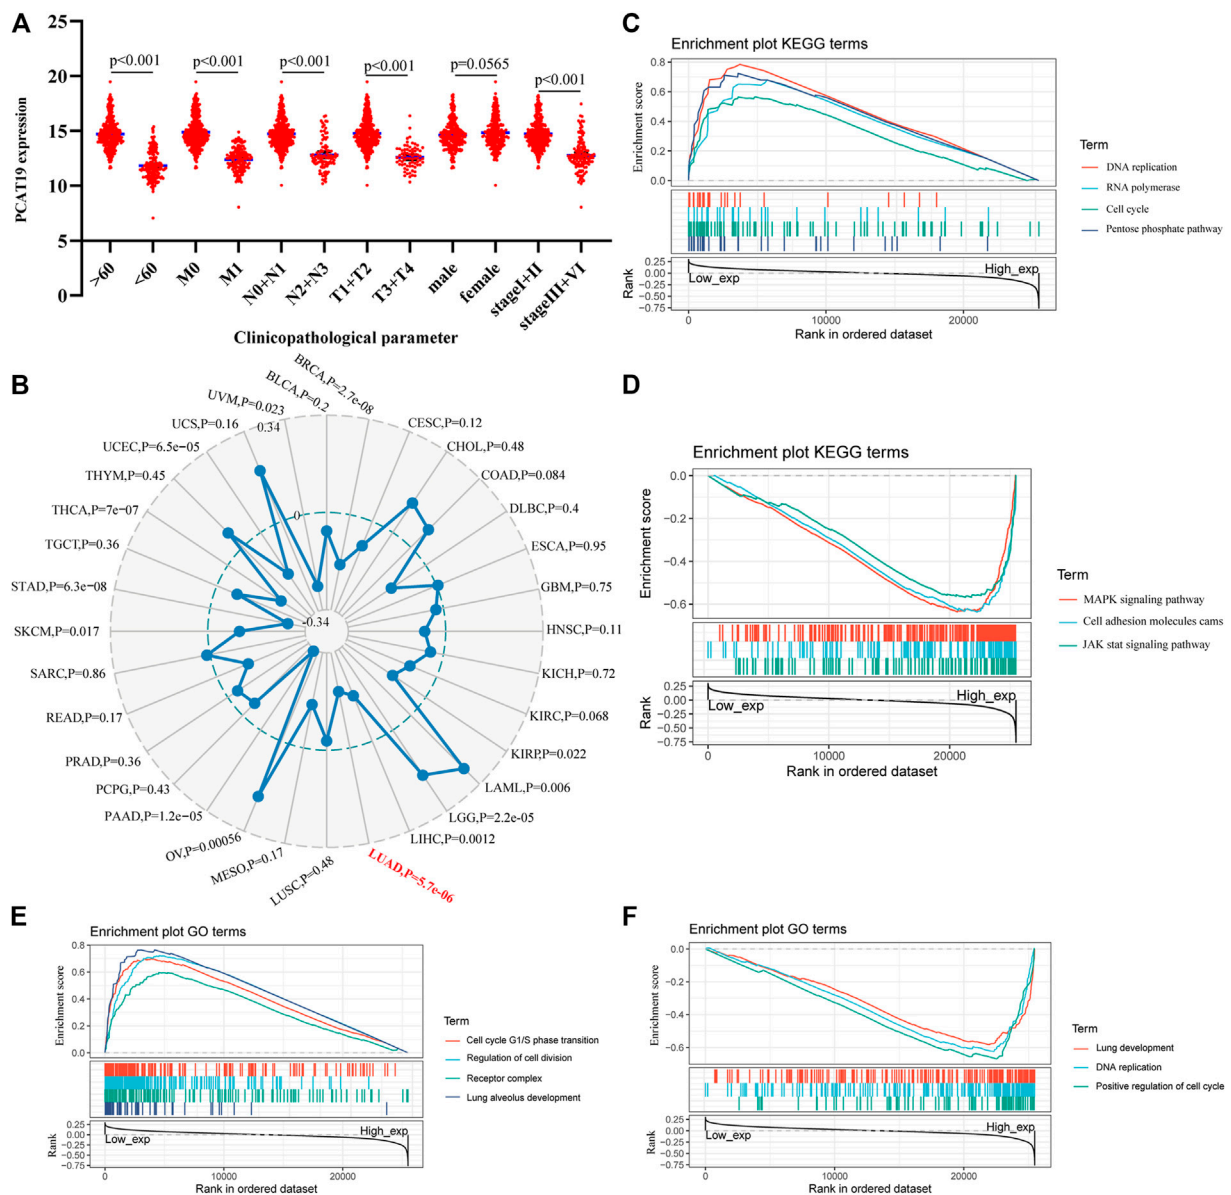 A
25
20
15
10
5
0
PCAT19 expression
p<0.001
p<0.001
p<0.001
p<0.001
p=0.0565
p<0.001
>60
<60
M0
M1
N0+N1
N2+N3
T1+T2
T3+T4
male
female
stageI+II
stageIII+VI
Clinicopathological parameter
B
BRCA,P=2.7e-08
BLCA,P=0.2
UVM,P=0.023
UCS,P=0.16
UCEC,P=6.5e-05
THYM,P=0.45
THCA,P=7e-07
TGCT,P=0.36
STAD,P=6.3e-08
SKCM,P=0.017
SARC,P=0.86
READ,P=0.17
PRAD,P=0.36
PCPG,P=0.43
PAAD,P=1.2e-05
OV,P=0.00056
MESO,P=0.17
LUSC,P=0.48
LUAD,P=5.7e-06
LIHC,P=0.0012
LGG,P=2.2e-05
LAML,P=0.006
KIRP,P=0.022
KIRC,P=0.068
KICH,P=0.72
HNSC,P=0.11
GBM,P=0.75
ESCA,P=0.95
DLBC,P=0.4
COAD,P=0.084
CHOL,P=0.48
CESC,P=0.12
0.34
0
-0.34
C
Enrichment plot KEGG terms
0.8
0.6
0.4
0.2
0.0
Enrichment score
0.25
0.00
-0.25
-0.50
-0.75
Rank
Low_exp
High_exp
0
10000
20000
Rank in ordered dataset
Term
DNA replication
RNA polymerase
Cell cycle
Pentose phosphate pathway
D
Enrichment plot KEGG terms
0.0
-0.2
-0.4
-0.6
Enrichment score
0.25
0.00
-0.25
-0.50
-0.75
Rank
Low_exp
High_exp
0
10000
20000
Rank in ordered dataset
Term
MAPK signaling pathway
Cell adhesion molecules cams
JAK stat signaling pathway
E
Enrichment plot GO terms
0.8
0.6
0.4
0.2
0.0
Enrichment score
0.25
0.00
-0.25
-0.50
-0.75
Rank
Low_exp
High_exp
0
10000
20000
Rank in ordered dataset
Term
Cell cycle G1/S phase transition
Regulation of cell division
Receptor complex
Lung alveolus development
F
Enrichment plot GO terms
0.0
-0.2
-0.4
-0.6
Enrichment score
0.25
0.00
-0.25
-0.50
-0.75
Rank
Low_exp
High_exp
0
10000
20000
Rank in ordered dataset
Term
Lung development
DNA replication
Positive regulation of cell cycle